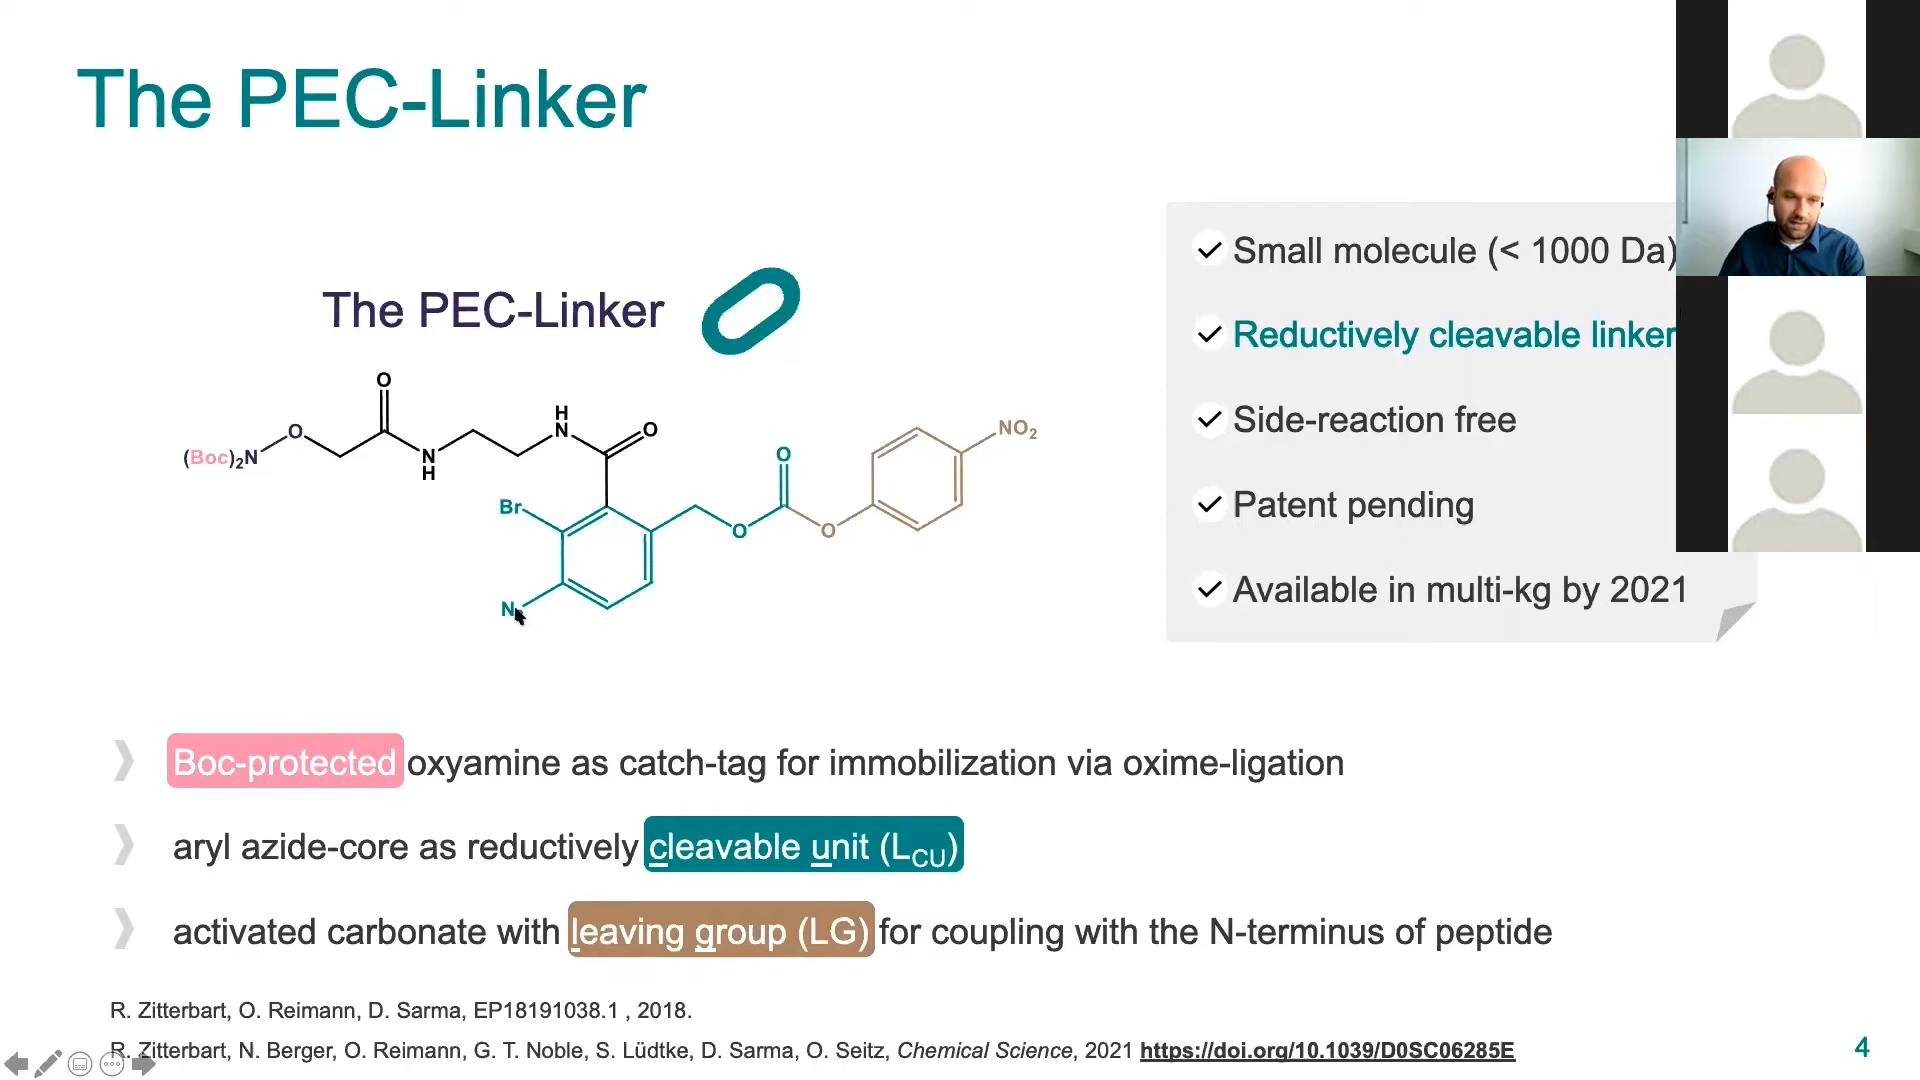 The PEC-Linker
The PEC-Linker
(Boc)₂N
O
O
N
H
H
N
O
Br
N
O
O
O
NO₂
Small molecule (< 1000 Da)
Reductively cleavable linker
Side-reaction free
Patent pending
Available in multi-kg by 2021
Boc-protected oxyamine as catch-tag for immobilization via oxime-ligation
aryl azide-core as reductively cleavable unit (L_CU)
activated carbonate with leaving group (LG) for coupling with the N-terminus of peptide
R. Zitterbart, O. Reimann, D. Sarma, EP18191038.1 , 2018.
R. Zitterbart, N. Berger, O. Reimann, G. T. Noble, S. Lüdtke, D. Sarma, O. Seitz, Chemical Science, 2021 https://doi.org/10.1039/D0SC06285E
4